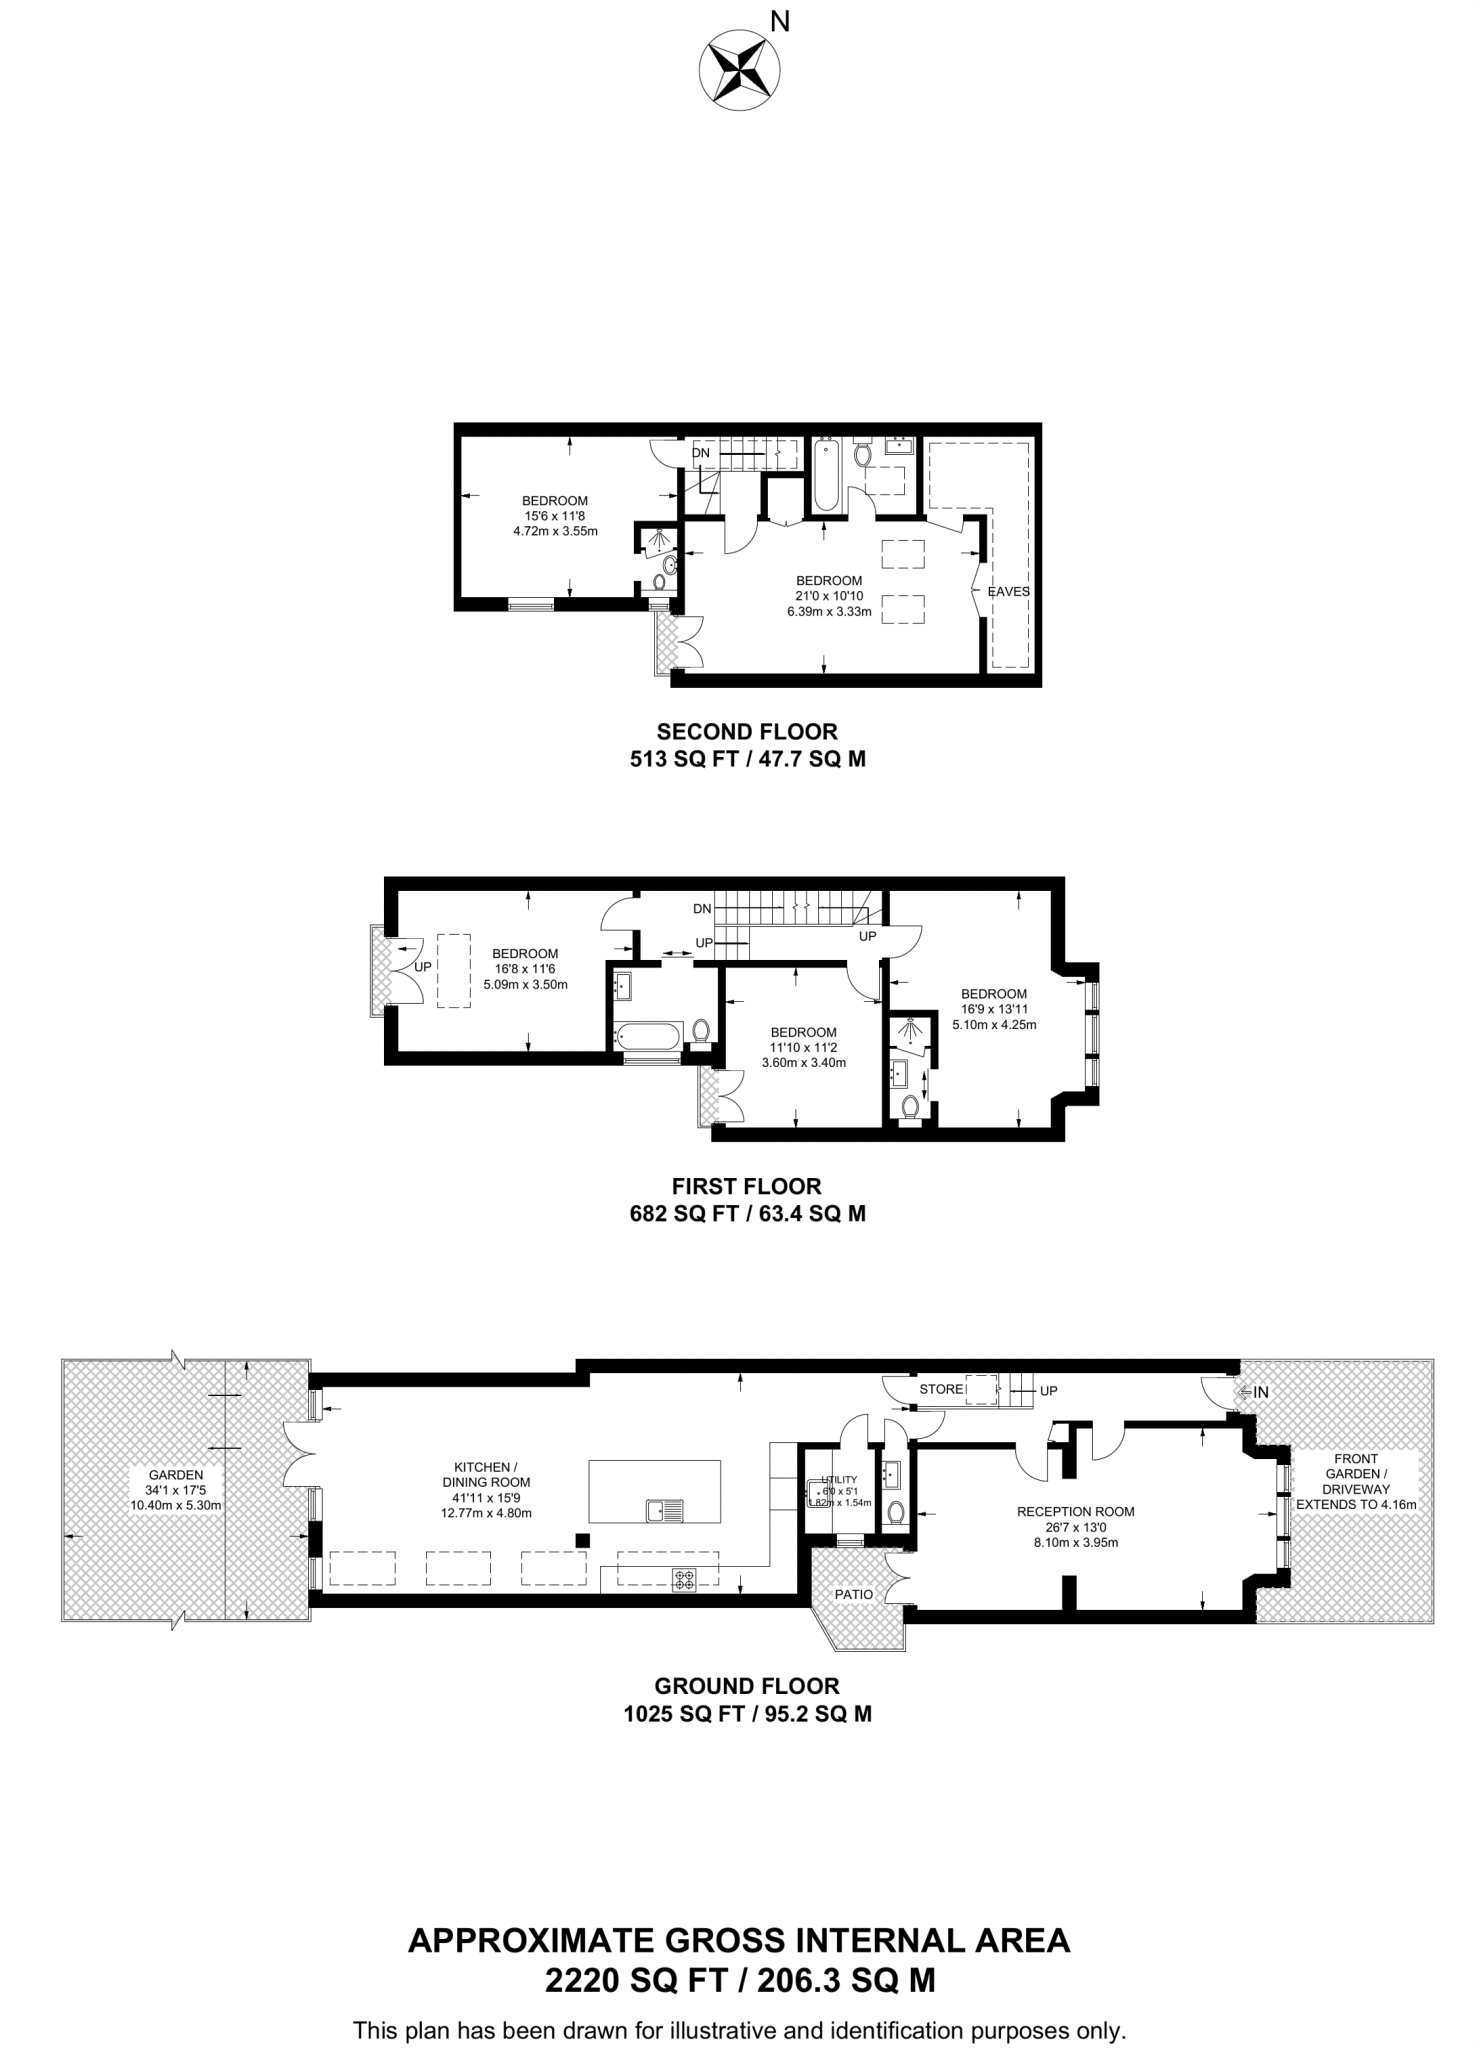 N
DN
BEDROOM
15'6 x 11'8
4.72m x 3.55m
BEDROOM
21'0 x 10'10
6.39m x 3.33m
EAVES
SECOND FLOOR
513 SQ FT / 47.7 SQ M
DN
UP
UP
BEDROOM
16'8 x 11'6
5.09m x 3.50m
UP
BEDROOM
11'10 x 11'2
3.60m x 3.40m
BEDROOM
16'9 x 13'11
5.10m x 4.25m
FIRST FLOOR
682 SQ FT / 63.4 SQ M
STORE
UP
IN
GARDEN
34'1 x 17'5
10.40m x 5.30m
KITCHEN /
DINING ROOM
41'11 x 15'9
12.77m x 4.80m
UTILITY
6'0 x 5'1
1.82m x 1.54m
RECEPTION ROOM
26'7 x 13'0
8.10m x 3.95m
FRONT
GARDEN /
DRIVEWAY
EXTENDS TO 4.16m
PATIO
GROUND FLOOR
1025 SQ FT / 95.2 SQ M
APPROXIMATE GROSS INTERNAL AREA
2220 SQ FT / 206.3 SQ M
This plan has been drawn for illustrative and identification purposes only.